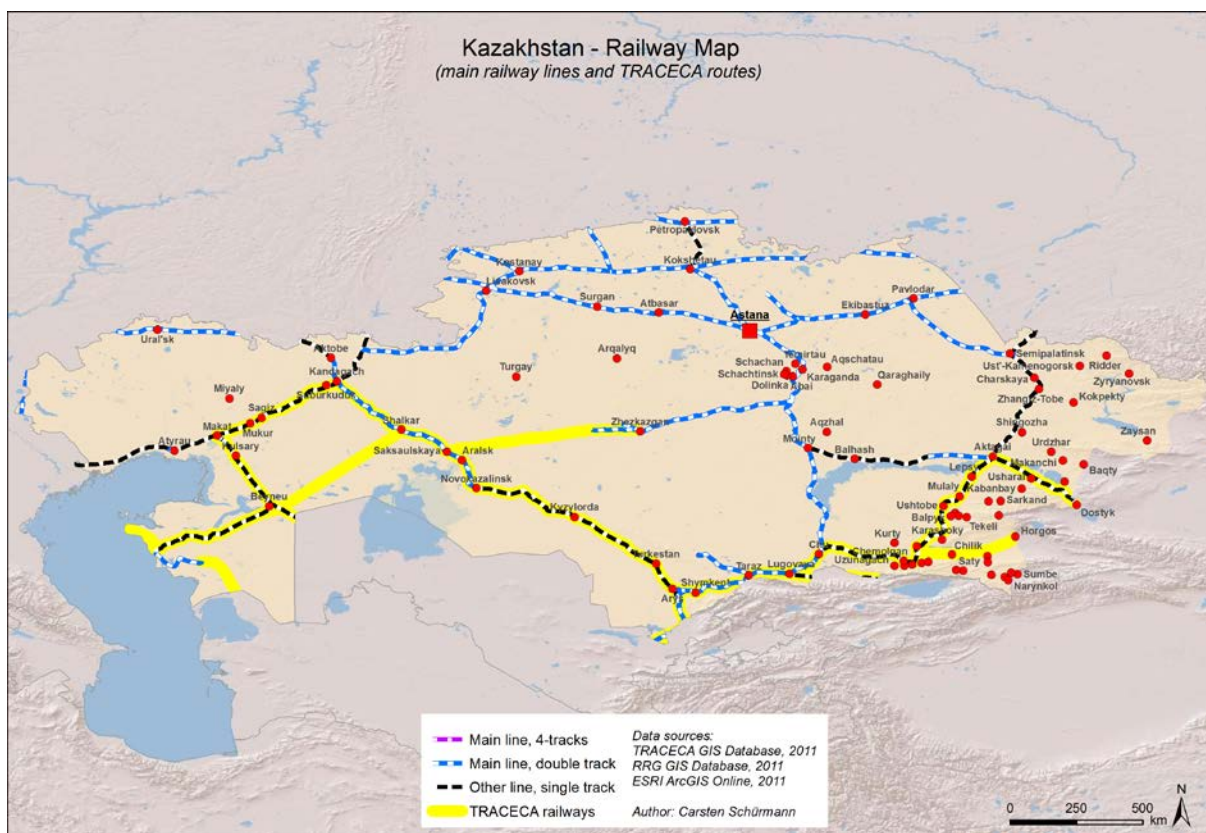 Kazakhstan - Railway Map
(main railway lines and TRACECA routes)
Petropavlovsk
Kostanay
Kokshetau
Lisakovsk
Pavlodar
Surgan
Atbasar
Ekibastuz
Astana
Ural'sk
Semipalatinsk
Aktobe
Arqalyq
Schachan
Temirtau
Aqschatau
Ust'-Kamenogorsk
Ridder
Kandagach
Turgay
Schachtinsk
Karaganda
Qaraghaily
Charskaya
Zyryanovsk
Dolinka
Abai
Miyaly
Zhangiz-Tobe
Kokpekty
Sagiz
Shalkar
Zhezkazgan
Aqzhal
Shingozha
Makat
Mukur
Zaysan
Atyrau
Kulsary
Saksaulskaya
Aralsk
Mointy
Balhash
Aktogai
Urdzhar
Makanchi
Baqty
Lepsy
Usharal
Novokazalinsk
Mulaly
Kabanbay
Sarkand
Beyneu
Ushtobe
Dostyk
Kyzylorda
Balpyk
Tekeli
Kurty
Karashoky
Horgos
Turkestan
Chu
Chemolgan
Chilik
Uzunagach
Saty
Taraz
Lugovaya
Sumbe
Shymkent
Narynkol
Arys
Main line, 4-tracks
Main line, double track
Other line, single track
TRACECA railways
Data sources:
TRACECA GIS Database, 2011
RRG GIS Database, 2011
ESRI ArcGIS Online, 2011
Author: Carsten Schürmann
0 250 500
km
N